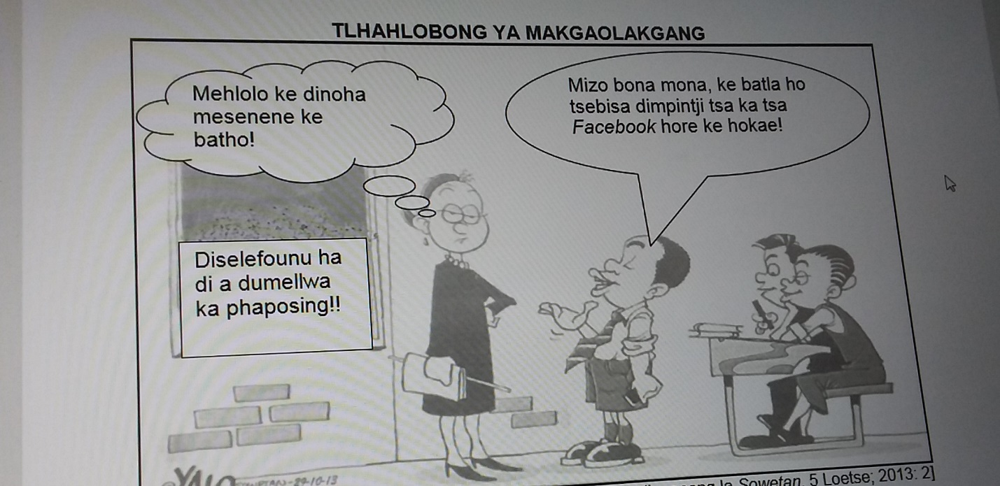 TLHAHLOBONG YA MAKGAOLAKGANG
Mehlolo ke dinoha
mesenene ke
batho!
Mizo bona mona, ke batla ho
tsebisa dimpintji tsa ka tsa
Facebook hore ke hokae!
Diselefounu ha
di a dumellwa
ka phaposing!!
YALO
29-10-13
le Sowetan, 5 Loetse; 2013: 2]